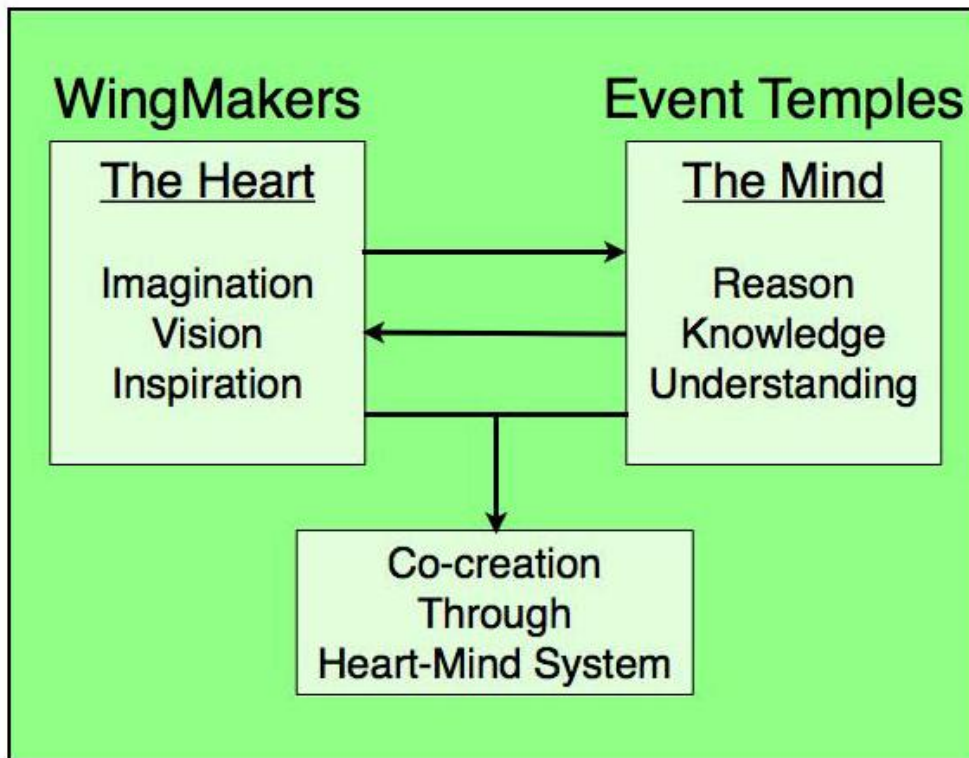 WingMakers
The Heart
Imagination
Vision
Inspiration
Event Temples
The Mind
Reason
Knowledge
Understanding
Co-creation
Through
Heart-Mind System